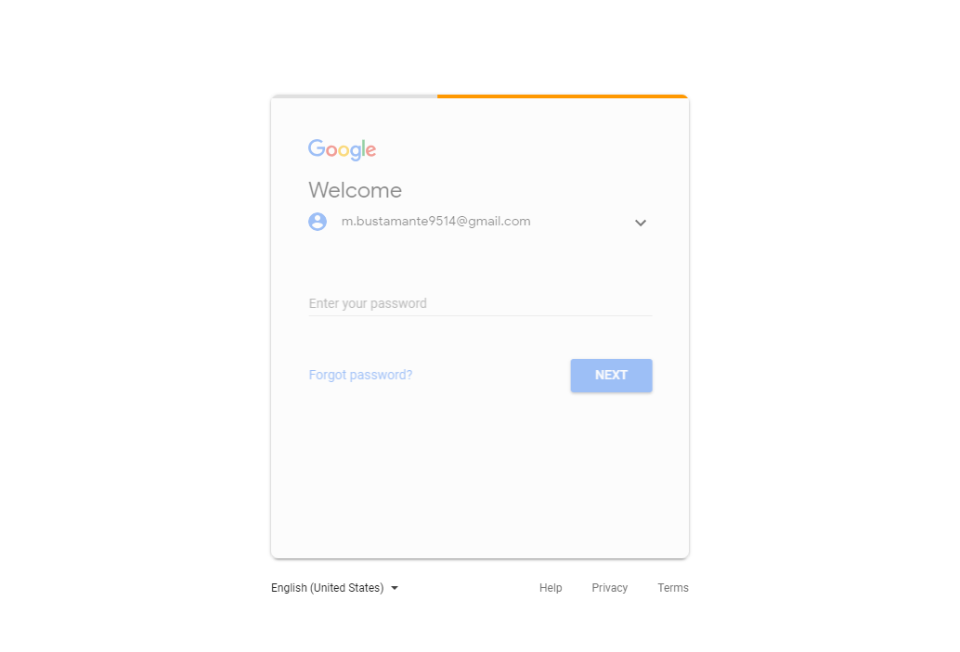 Google
Welcome
m.bustamante9514@gmail.com
Enter your password
Forgot password?
NEXT
English (United States)
Help
Privacy
Terms